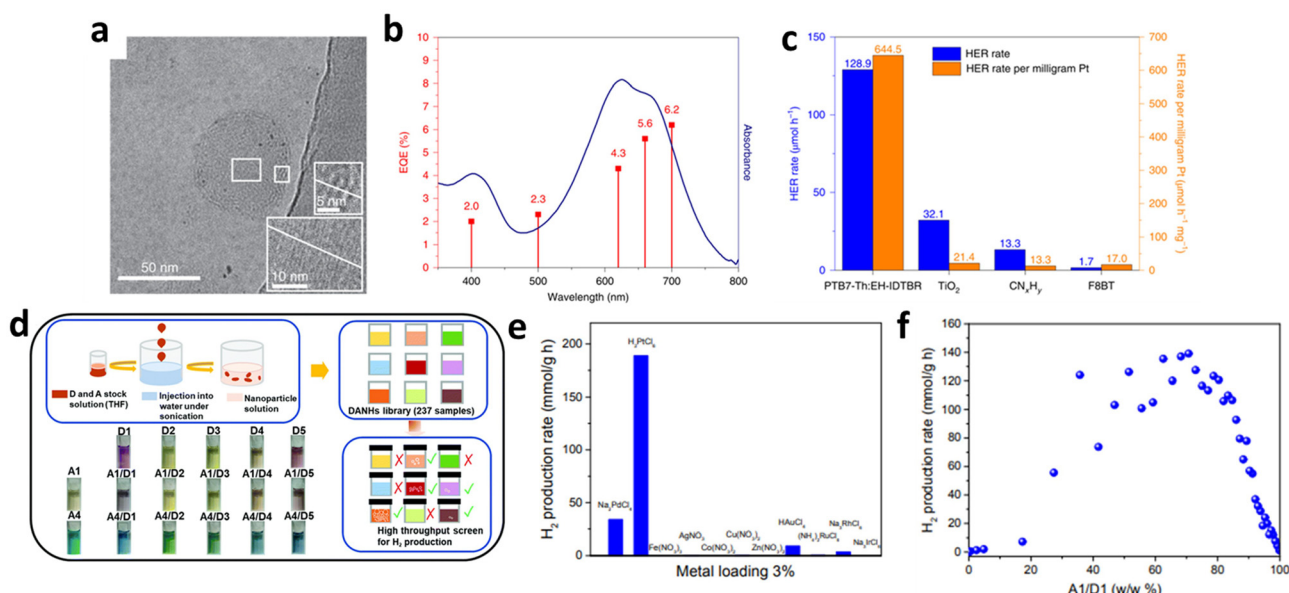 a
5 nm
50 nm
10 nm
b
10
9
8
7
6
5
4
3
2
1
0
EQE (%)
2.0
2.3
4.3
5.6
6.2
Absorbance
400
500
600
700
800
Wavelength (nm)
c
150
100
50
0
HER rate (µmol h⁻¹)
HER rate
HER rate per milligram Pt
128.9
644.5
32.1
21.4
13.3
13.3
1.7
17.0
700
600
500
400
300
200
100
0
HER rate per milligram Pt (µmol h⁻¹ mg⁻¹)
PTB7-Th:EH-IDTBR
TiO₂
CNₓHᵧ
F8BT
d
D and A stock
solution (THF)
Injection into
water under
sonication
Nanoparticle
solution
DANHs library (237 samples)
D1
D2
D3
D4
D5
A1
A1/D1
A1/D2
A1/D3
A1/D4
A1/D5
A4
A4/D1
A4/D2
A4/D3
A4/D4
A4/D5
High throughput screen
for H₂ production
e
200
150
100
50
0
H₂ production rate (mmol/g h)
Na₂PdCl₄
H₂PtCl₆
Fe(NO₃)₃
AgNO₃
Co(NO₃)₂
Cu(NO₃)₂
Zn(NO₃)₂
HAuCl₄
Metal loading 3%
f
160
140
120
100
80
60
40
20
0
H₂ production rate (mmol/g h)
0
20
40
60
80
100
A1/D1 (w/w %)